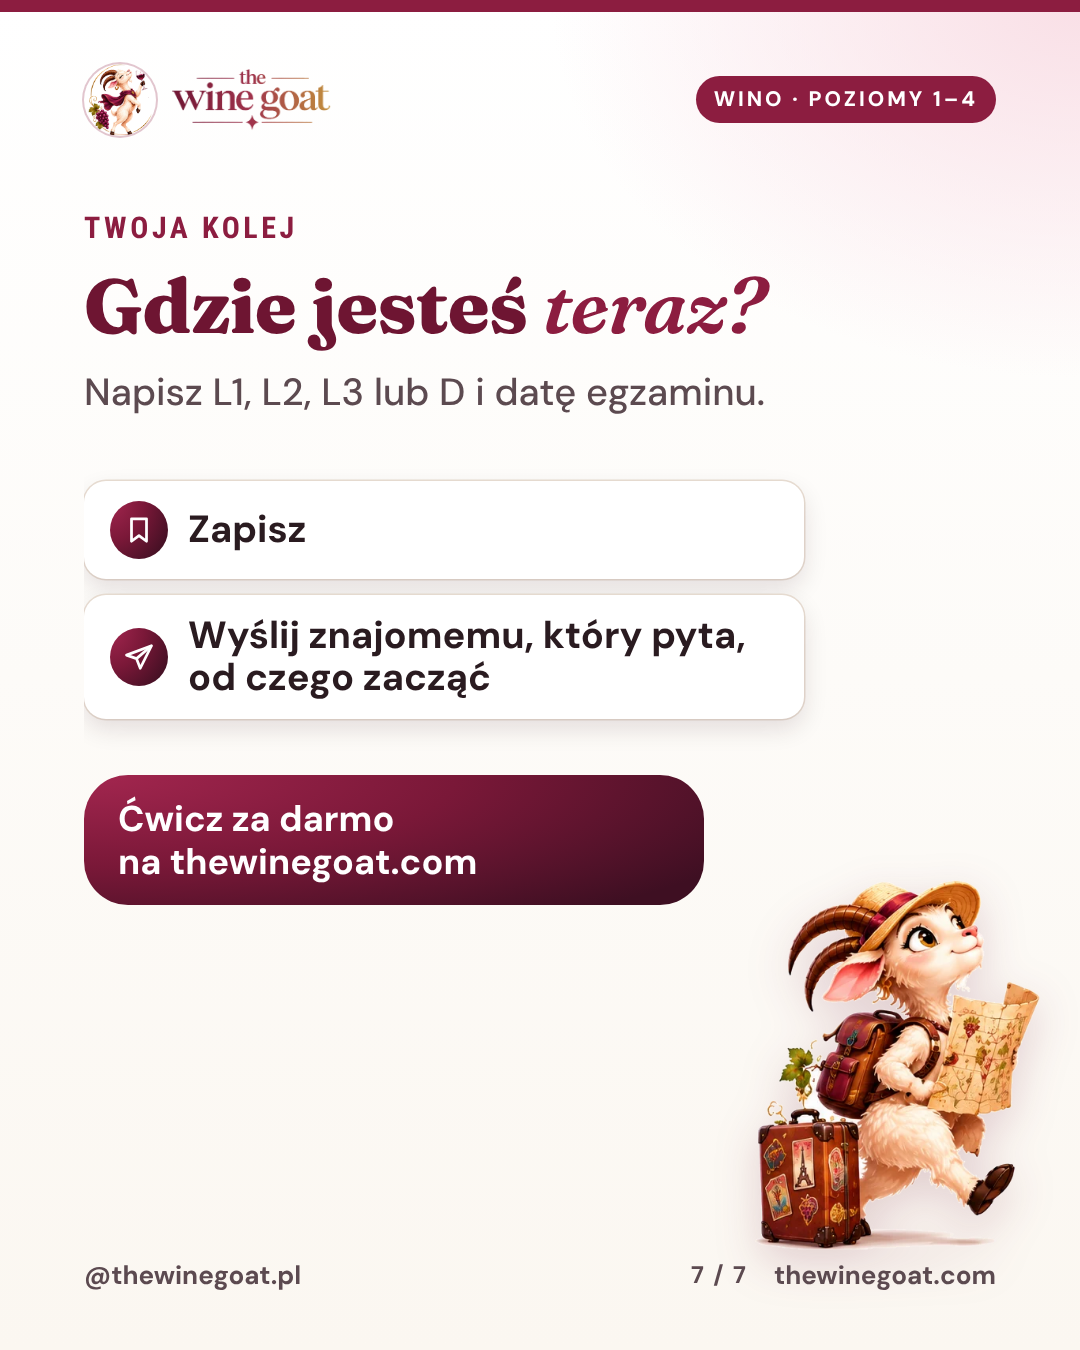 the
wine goat
WINO · POZIOMY 1–4
TWOJA KOLEJ
Gdzie jesteś teraz?
Napisz L1, L2, L3 lub D i datę egzaminu.
Zapisz
Wyślij znajomemu, który pyta,
od czego zacząć
Ćwicz za darmo
na thewinegoat.com
@thewinegoat.pl
7 / 7 thewinegoat.com